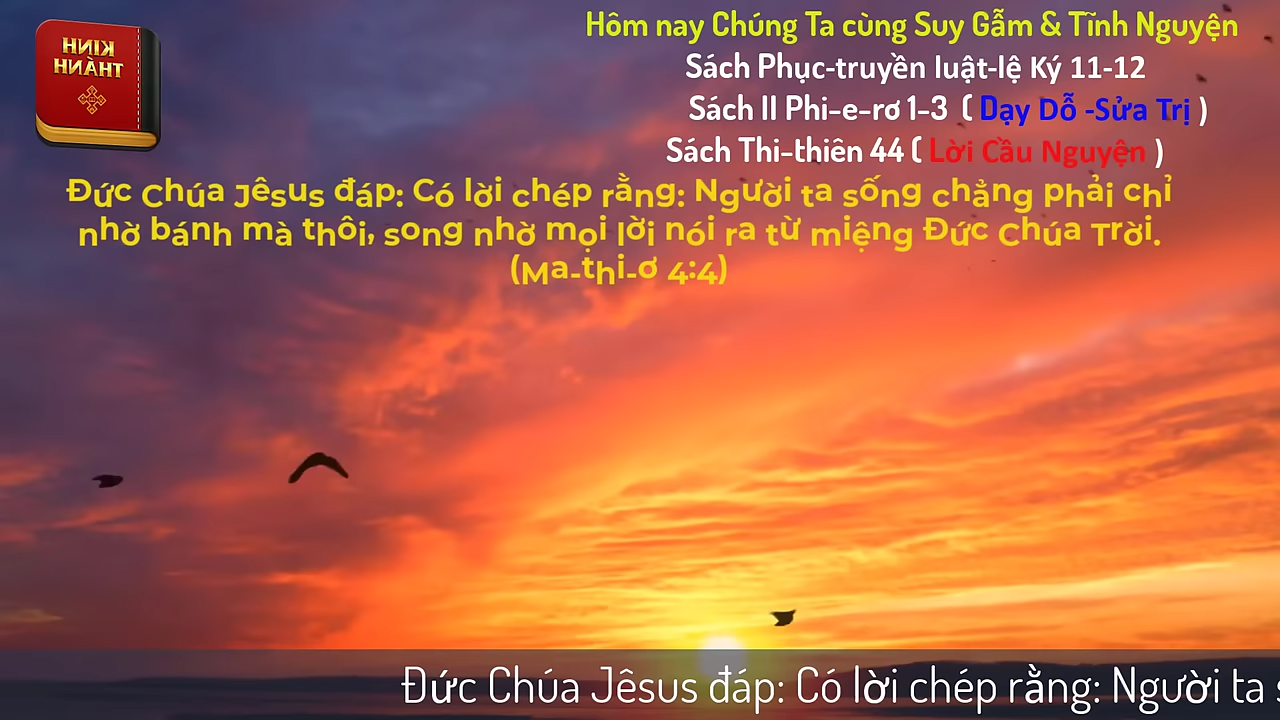 KINH
THÀNH
Hôm nay Chúng Ta cùng Suy Gẫm & Tĩnh Nguyện
Sách Phục-truyền luật-lệ Ký 11-12
Sách II Phi-e-rơ 1-3 ( Dạy Dỗ -Sửa Trị )
Sách Thi-thiên 44 ( Lời Cầu Nguyện )
Đức Chúa Jêsus đáp: Có lời chép rằng: Người ta sống chẳng phải chỉ
nhờ bánh mà thôi, song nhờ mọi lời nói ra từ miệng Đức Chúa Trời.
(Ma-thi-ơ 4:4)
Đức Chúa Jêsus đáp: Có lời chép rằng: Người ta